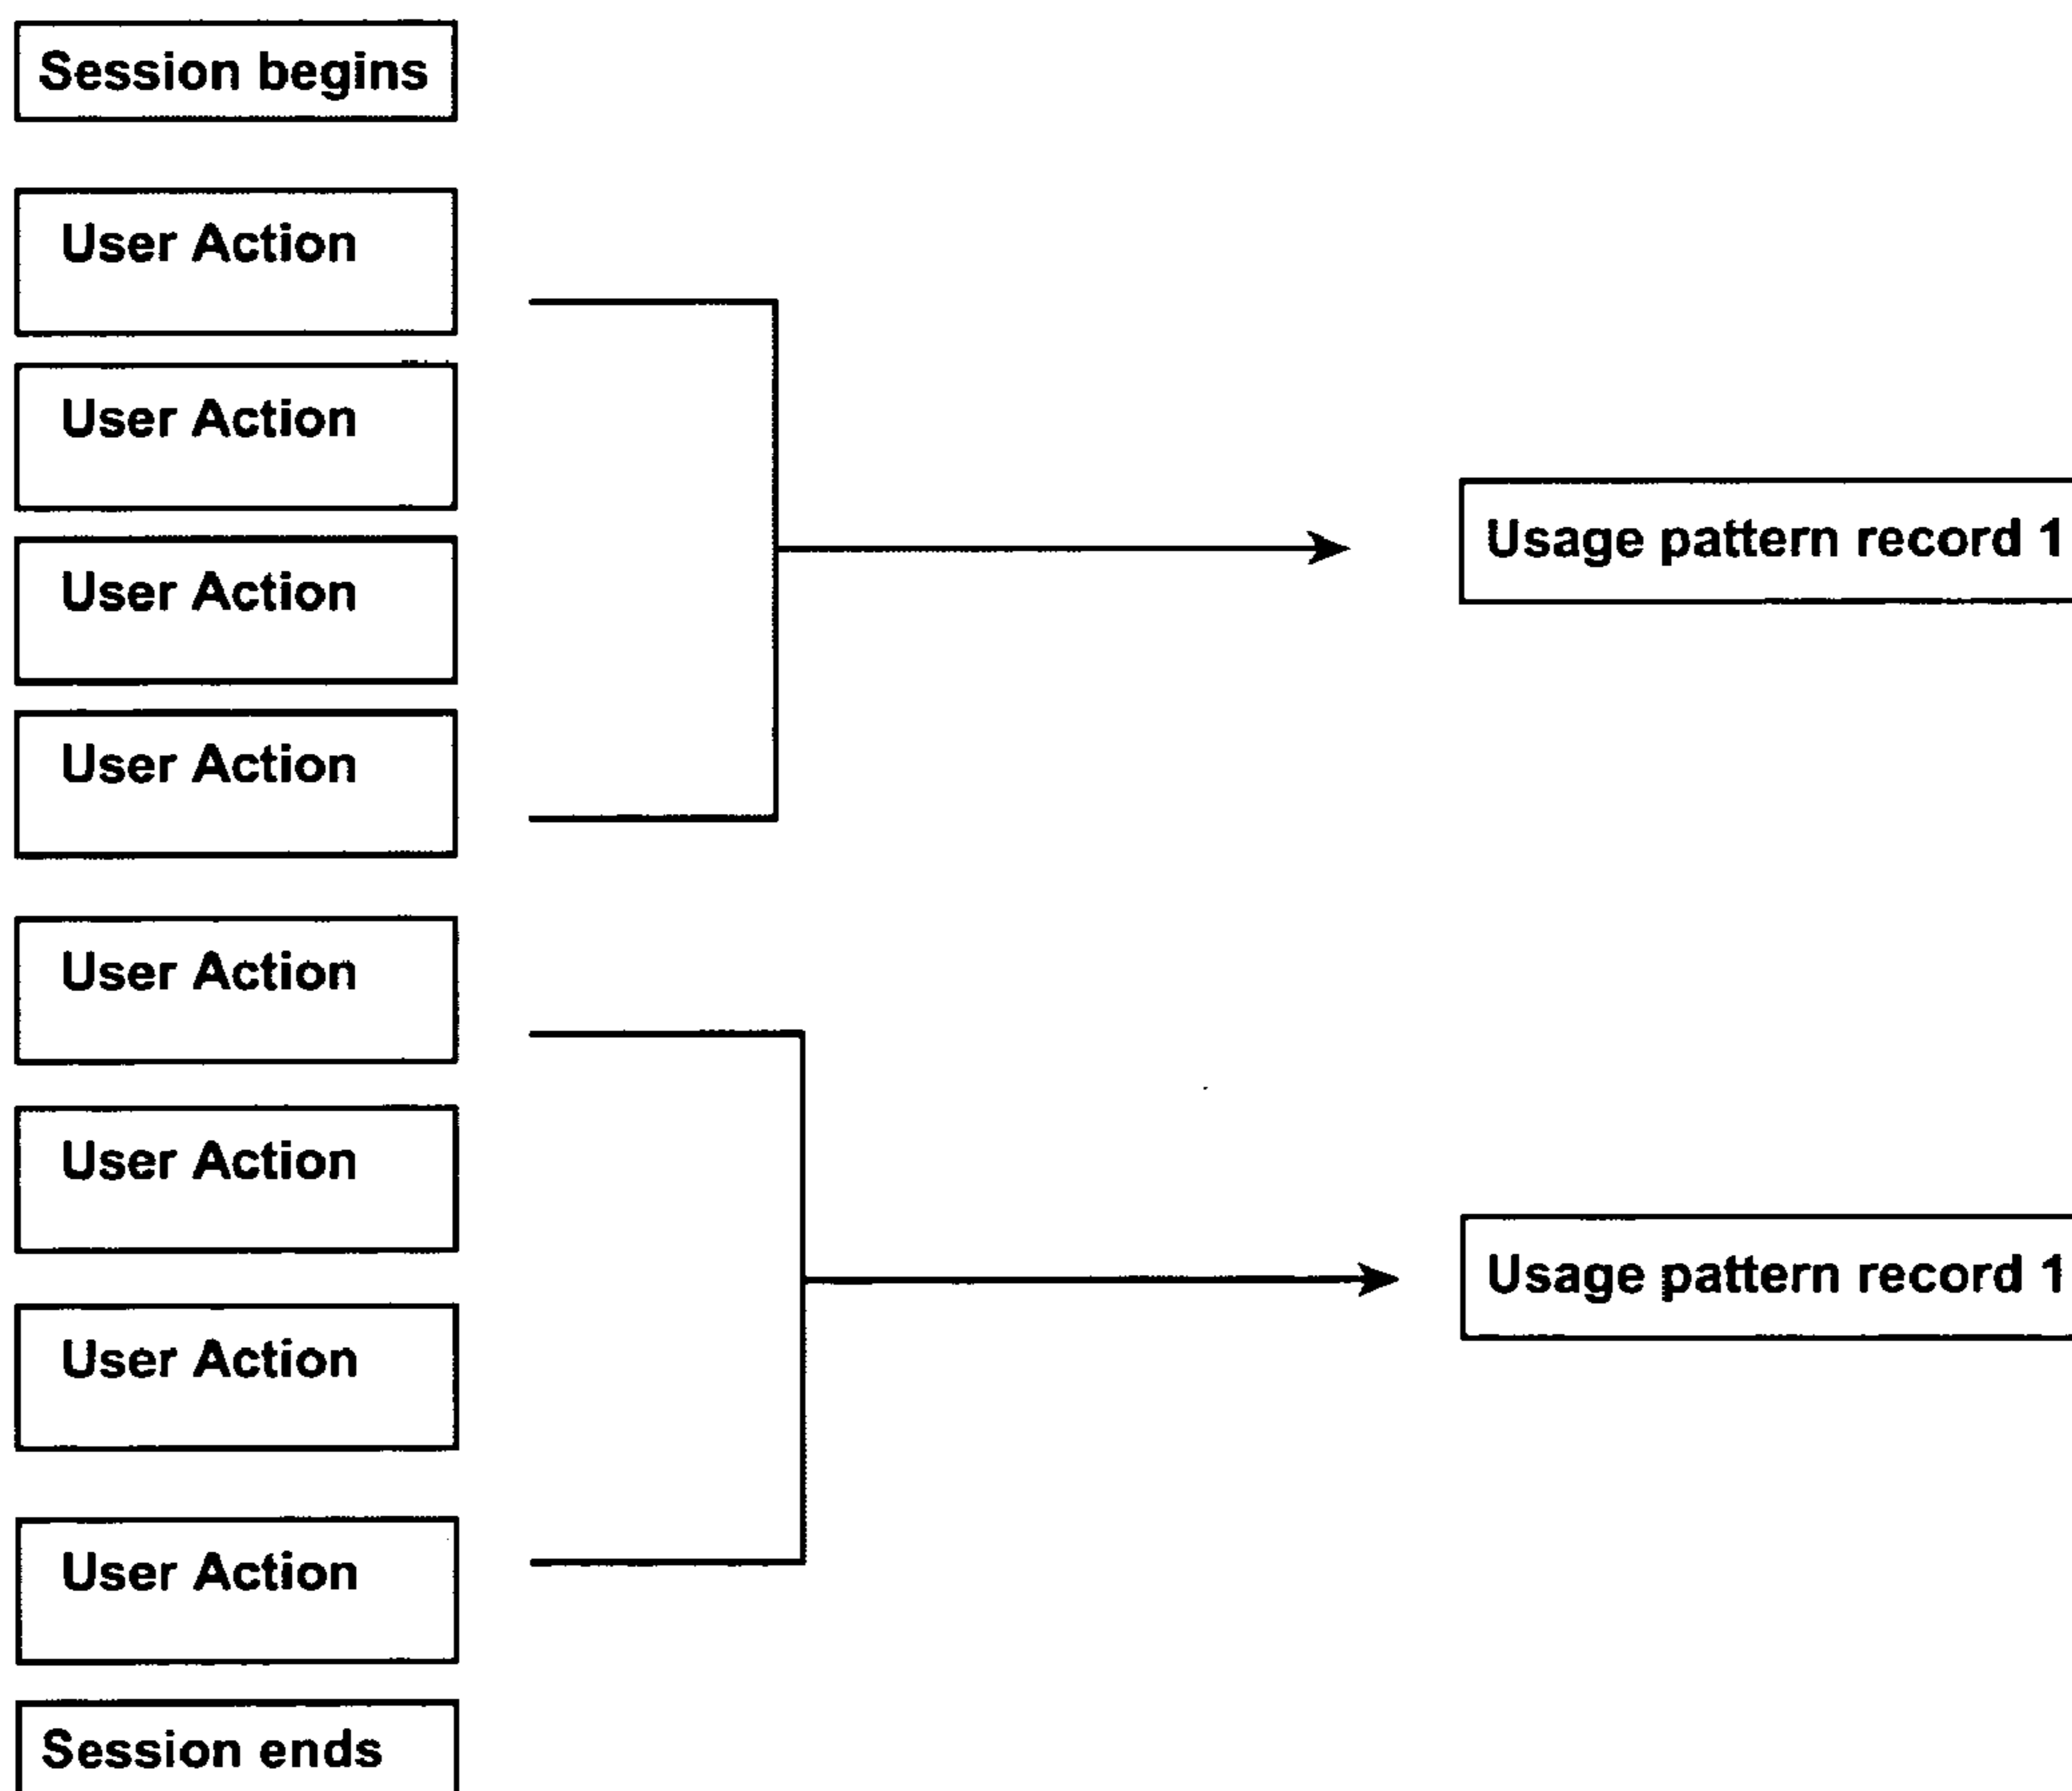 Session begins
User Action
User Action
User Action
User Action
Usage pattern record 1
User Action
User Action
User Action
User Action
Usage pattern record 1
Session ends